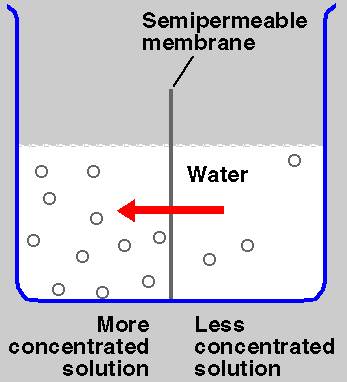 Semipermeable
membrane
Water
More
concentrated
solution
Less
concentrated
solution